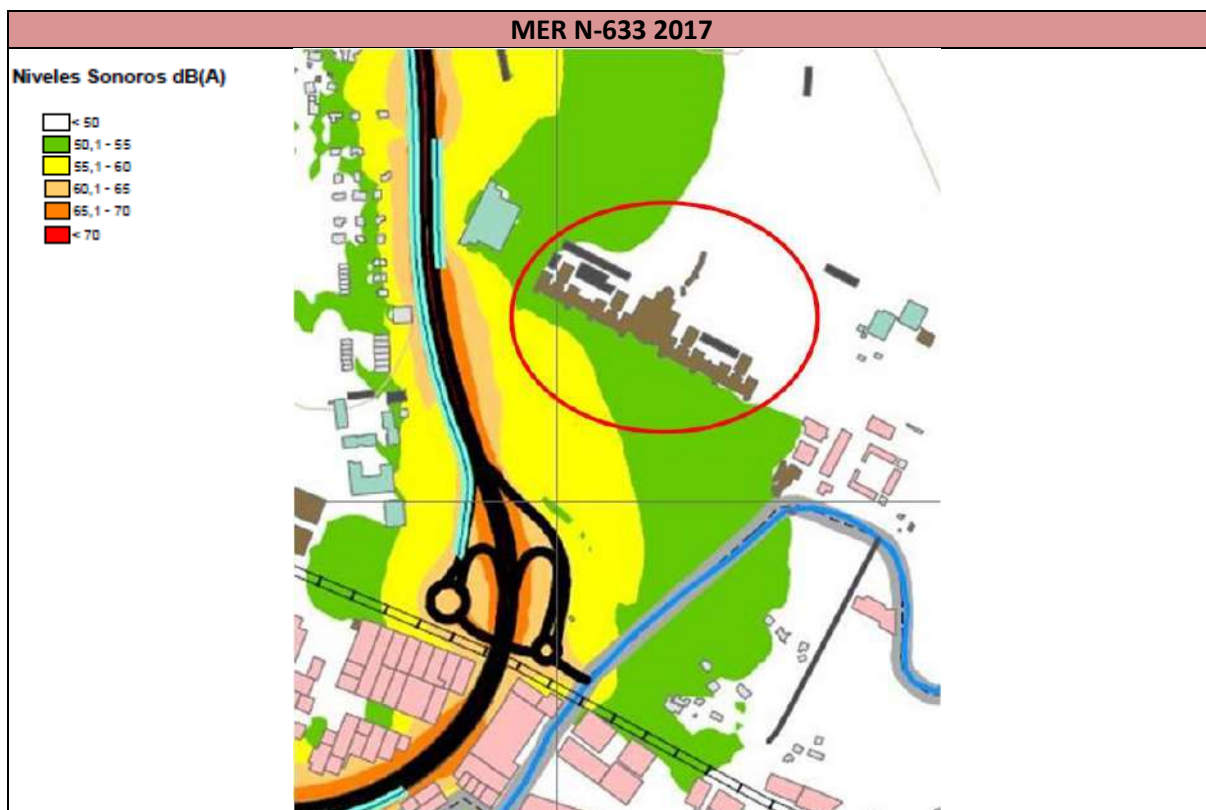 MER N-633 2017
Niveles Sonoros dB(A)
< 50
50,1 - 55
55,1 - 60
60,1 - 65
65,1 - 70
< 70